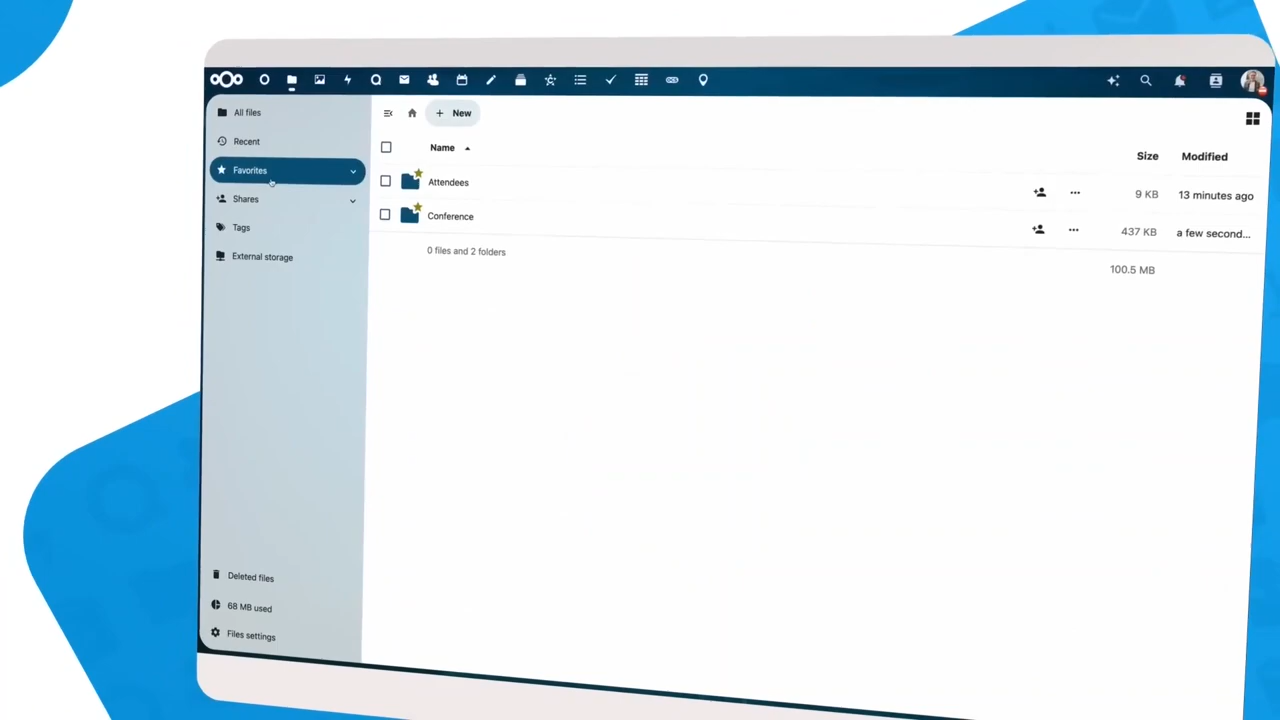 All files
Recent
Favorites
Shares
Tags
External storage
Deleted files
68 MB used
Files settings
+ New
Name
Size
Modified
Attendees
9 KB
13 minutes ago
Conference
437 KB
a few second...
0 files and 2 folders
100.5 MB